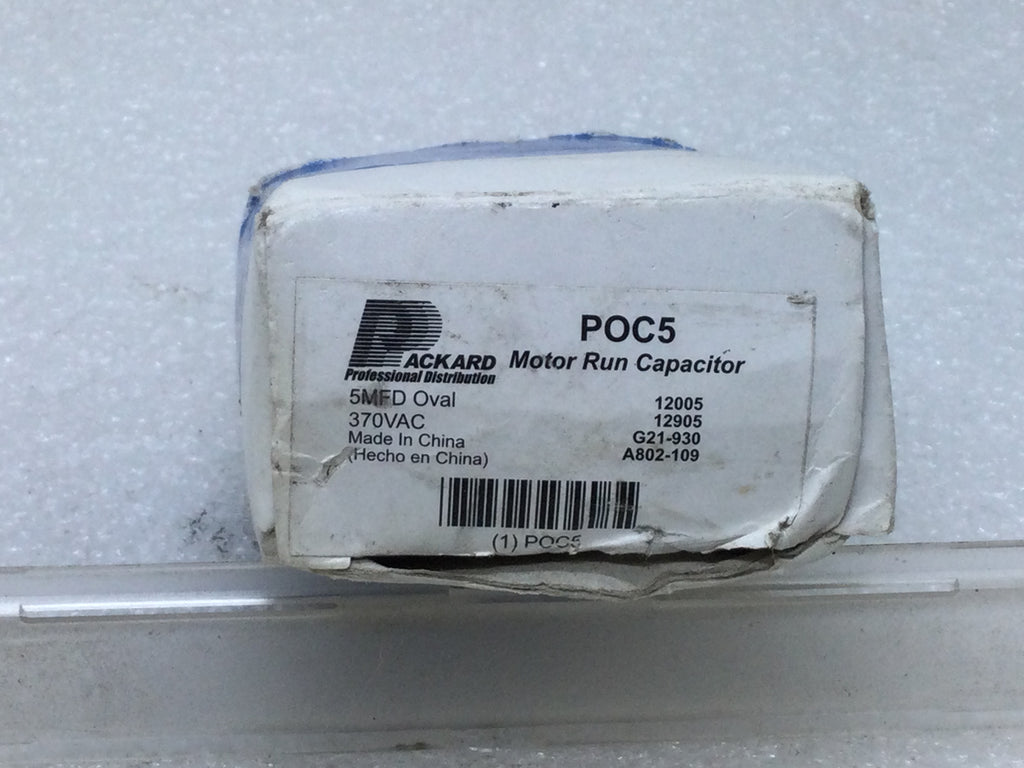 PACKARD
Professional Distribution
POC5
Motor Run Capacitor
5MFD Oval
370VAC
Made In China
(Hecho en China)
12005
12905
G21-930
A802-109
(1) POC5